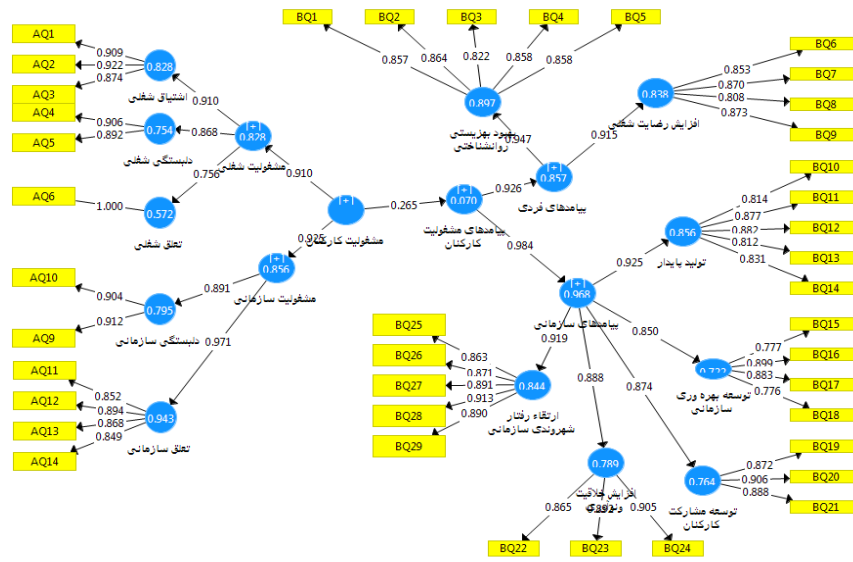 BQ1
BQ2
BQ3
BQ4
BQ5
0.857
0.864
0.822
0.858
0.858
0.897
بهبود بهزیستی
روانشناختی
AQ1
AQ2
AQ3
0.909
0.922
0.874
0.828
اشتیاق شغلی
AQ4
AQ5
0.906
0.892
0.754
دلبستگی شغلی
AQ6
1.000
0.572
تعلق شغلی
0.910
0.868
0.756
[+]
0.828
مشغولیت شغلی
0.910
[+]
مشغولیت کارکنان
0.925
0.265
[+]
0.856
مشغولیت سازمانی
0.891
0.971
AQ10
AQ9
0.904
0.912
0.795
دلبستگی سازمانی
AQ11
AQ12
AQ13
AQ14
0.852
0.894
0.868
0.849
0.943
تعلق سازمانی
[+]
0.070
پیامدهای مشغولیت
کارکنان
0.926
0.984
[+]
0.857
پیامدهای فردی
0.947
0.915
BQ6
BQ7
BQ8
BQ9
0.853
0.870
0.808
0.873
0.838
افزایش رضایت شغلی
BQ10
BQ11
BQ12
BQ13
BQ14
0.814
0.877
0.882
0.812
0.831
0.856
تولید پایدار
0.925
[+]
0.968
پیامدهای سازمانی
0.850
0.919
0.888
0.874
BQ15
BQ16
BQ17
BQ18
0.777
0.899
0.883
0.776
0.722
توسعه بهره وری
سازمانی
BQ25
BQ26
BQ27
BQ28
BQ29
0.863
0.871
0.891
0.913
0.890
0.844
ارتقاء رفتار
شهروندی سازمانی
BQ19
BQ20
BQ21
0.872
0.906
0.888
0.764
توسعه مشارکت
کارکنان
0.789
افزایش خلاقیت
0.865
0.905
BQ22
BQ23
BQ24